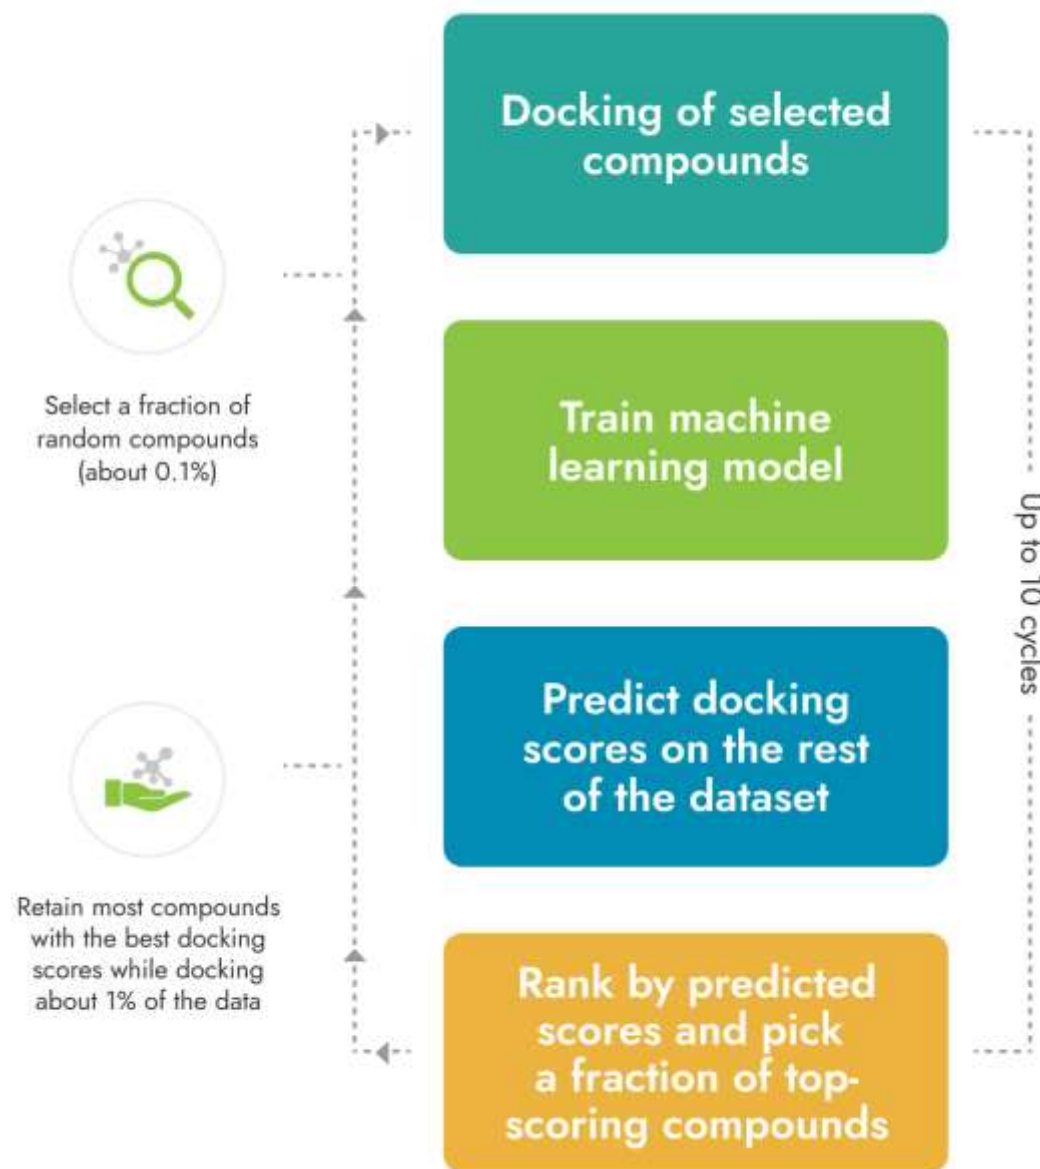 Docking of selected
compounds
Select a fraction of
random compounds
(about 0.1%)
Train machine
learning model
Up to 10 cycles
Predict docking
scores on the rest
of the dataset
Retain most compounds
with the best docking
scores while docking
about 1% of the data
Rank by predicted
scores and pick
a fraction of top-
scoring compounds